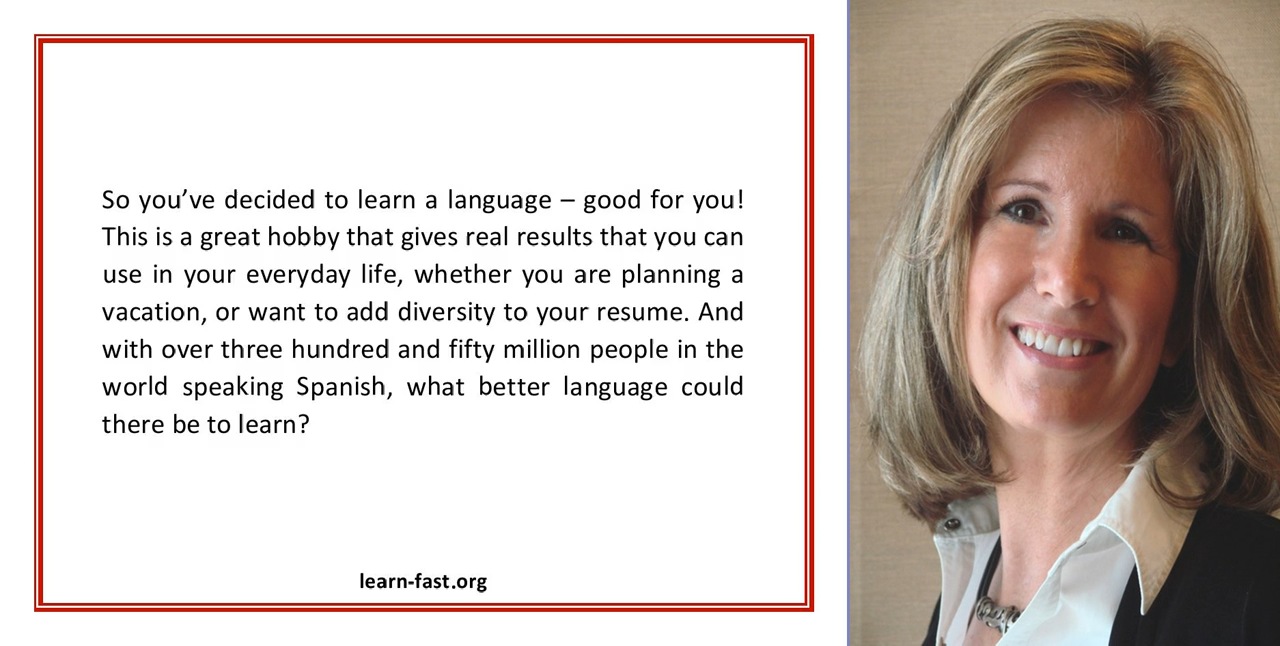 So you’ve decided to learn a language – good for you!
This is a great hobby that gives real results that you can
use in your everyday life, whether you are planning a
vacation, or want to add diversity to your resume. And
with over three hundred and fifty million people in the
world speaking Spanish, what better language could
there be to learn?
learn-fast.org